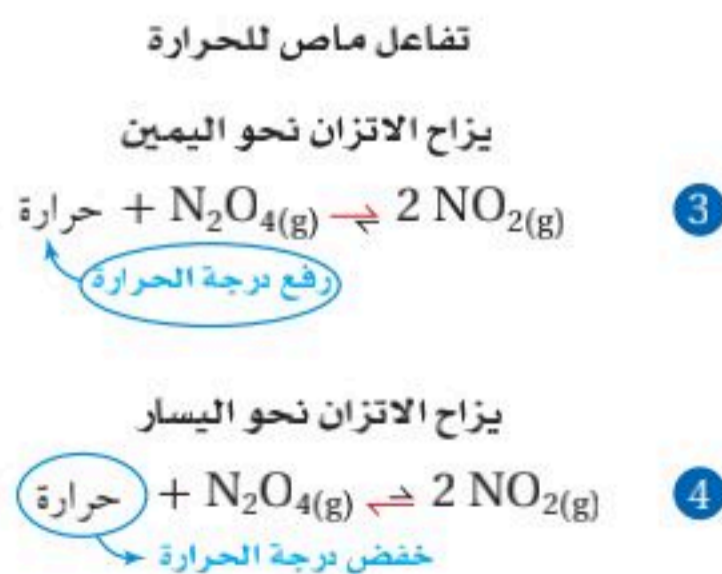 تفاعل ماص للحرارة
يزاح الاتزان نحو اليمين
حرارة + N₂O₄(g) ⇌ 2 NO₂(g) 3
رفع درجة الحرارة
يزاح الاتزان نحو اليسار
حرارة + N₂O₄(g) ⇌ 2 NO₂(g) 4
خفض درجة الحرارة